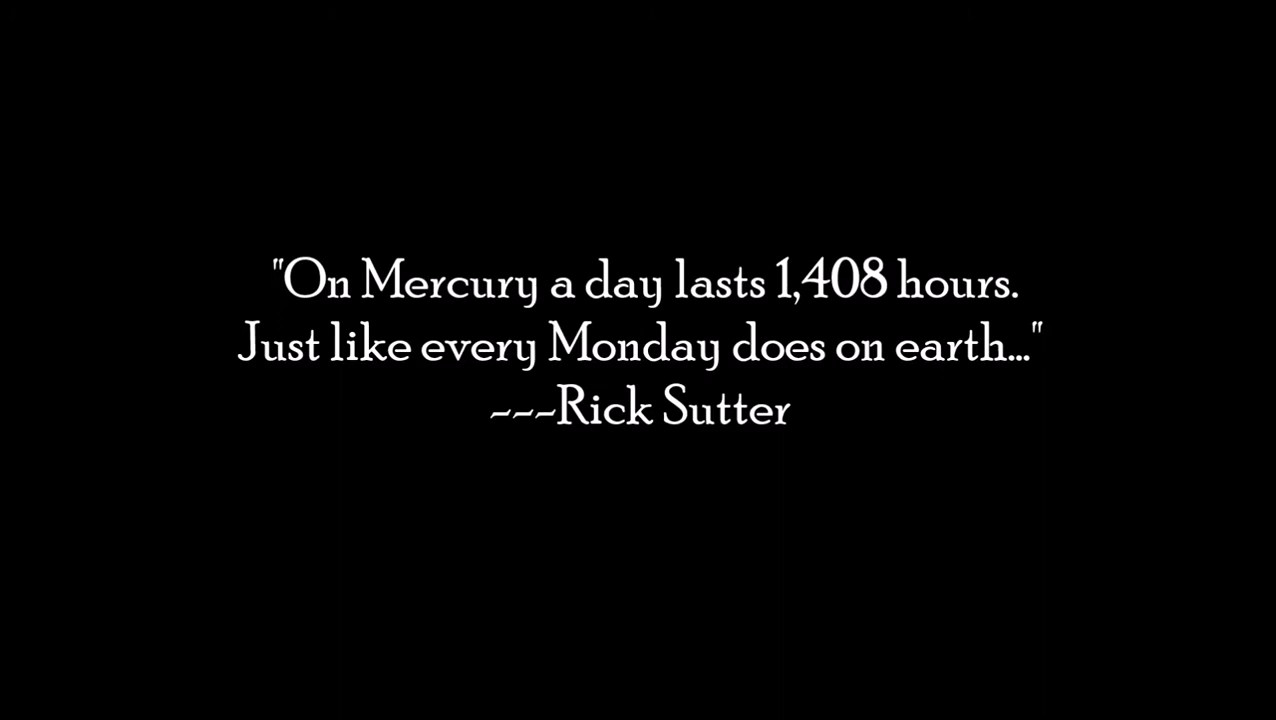 "On Mercury a day lasts 1,408 hours.
Just like every Monday does on earth..."
---Rick Sutter